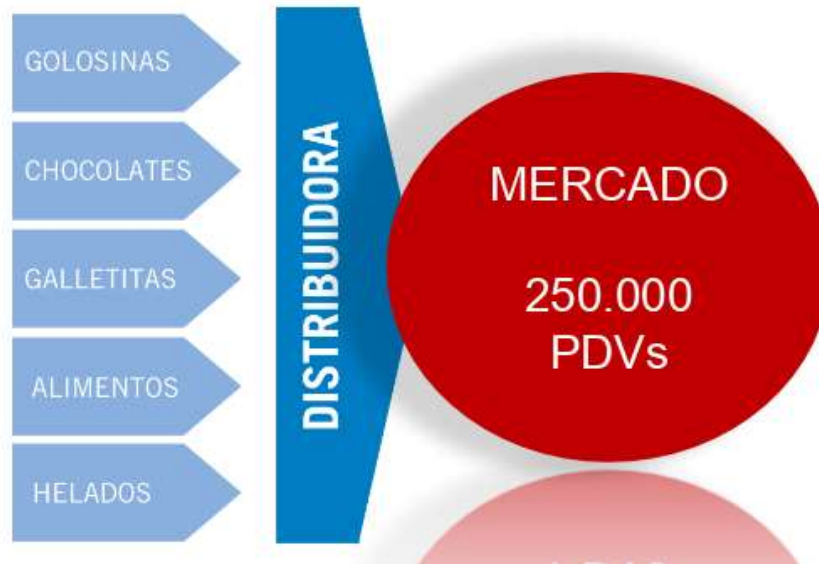 GOLOSINAS
CHOCOLATES
GALLETITAS
ALIMENTOS
HELADOS
DISTRIBUIDORA
MERCADO
250.000
PDVs